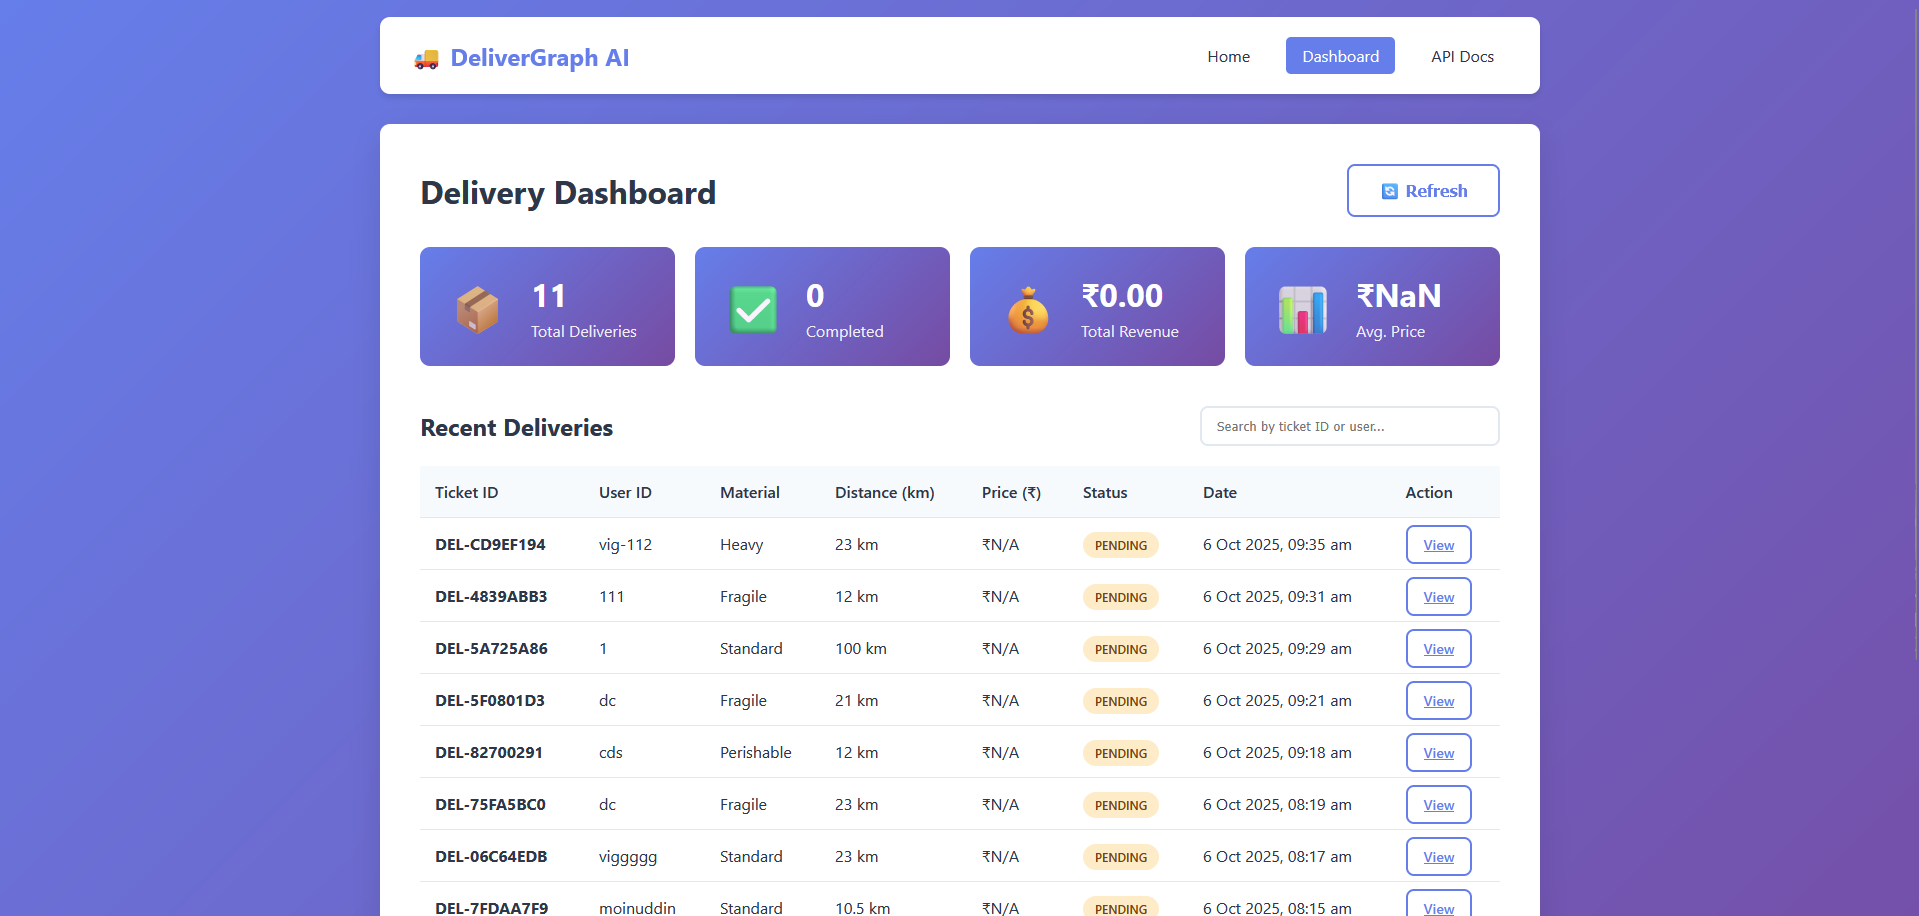 DeliverGraph AI
Home Dashboard API Docs
Delivery Dashboard
Refresh
11
Total Deliveries
0
Completed
₹0.00
Total Revenue
₹NaN
Avg. Price
Recent Deliveries
Search by ticket ID or user...
Ticket ID User ID Material Distance (km) Price (₹) Status Date Action
DEL-CD9EF194 vig-112 Heavy 23 km ₹N/A PENDING 6 Oct 2025, 09:35 am View
DEL-4839ABB3 111 Fragile 12 km ₹N/A PENDING 6 Oct 2025, 09:31 am View
DEL-5A725A86 1 Standard 100 km ₹N/A PENDING 6 Oct 2025, 09:29 am View
DEL-5F0801D3 dc Fragile 21 km ₹N/A PENDING 6 Oct 2025, 09:21 am View
DEL-82700291 cds Perishable 12 km ₹N/A PENDING 6 Oct 2025, 09:18 am View
DEL-75FA5BC0 dc Fragile 23 km ₹N/A PENDING 6 Oct 2025, 08:19 am View
DEL-06C64EDB viggggg Standard 23 km ₹N/A PENDING 6 Oct 2025, 08:17 am View
DEL-7FDAA7F9 moinuddin Standard 10.5 km ₹N/A PENDING 6 Oct 2025, 08:15 am View